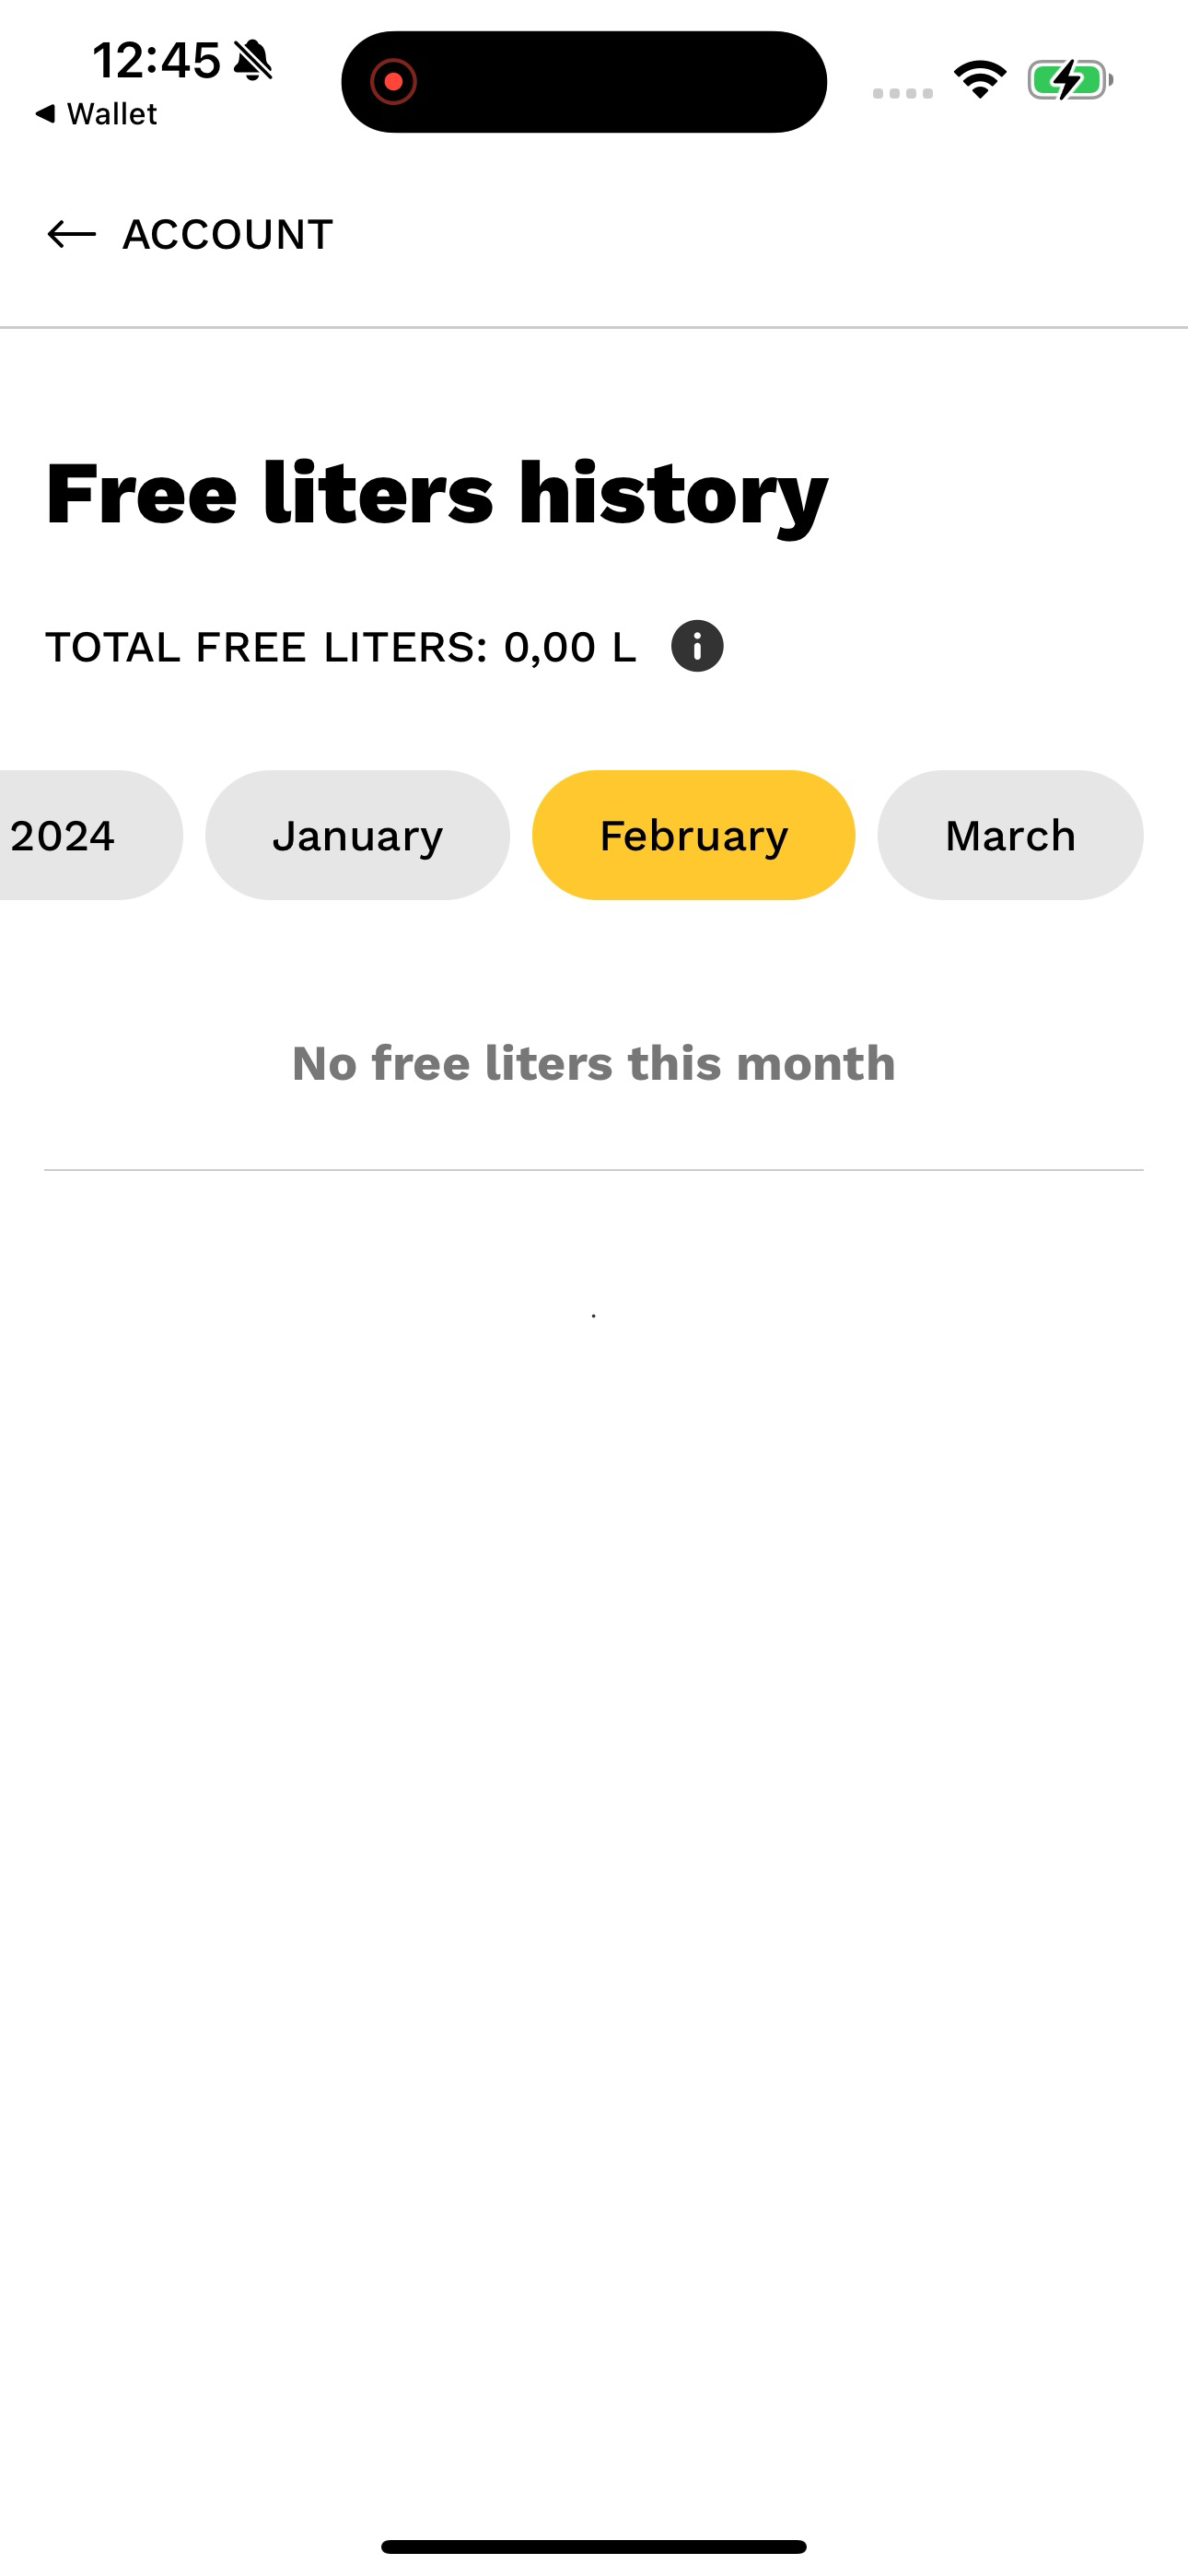 12:45
◀ Wallet
← ACCOUNT
Free liters history
TOTAL FREE LITERS: 0,00 L
2024 January February March
No free liters this month
.